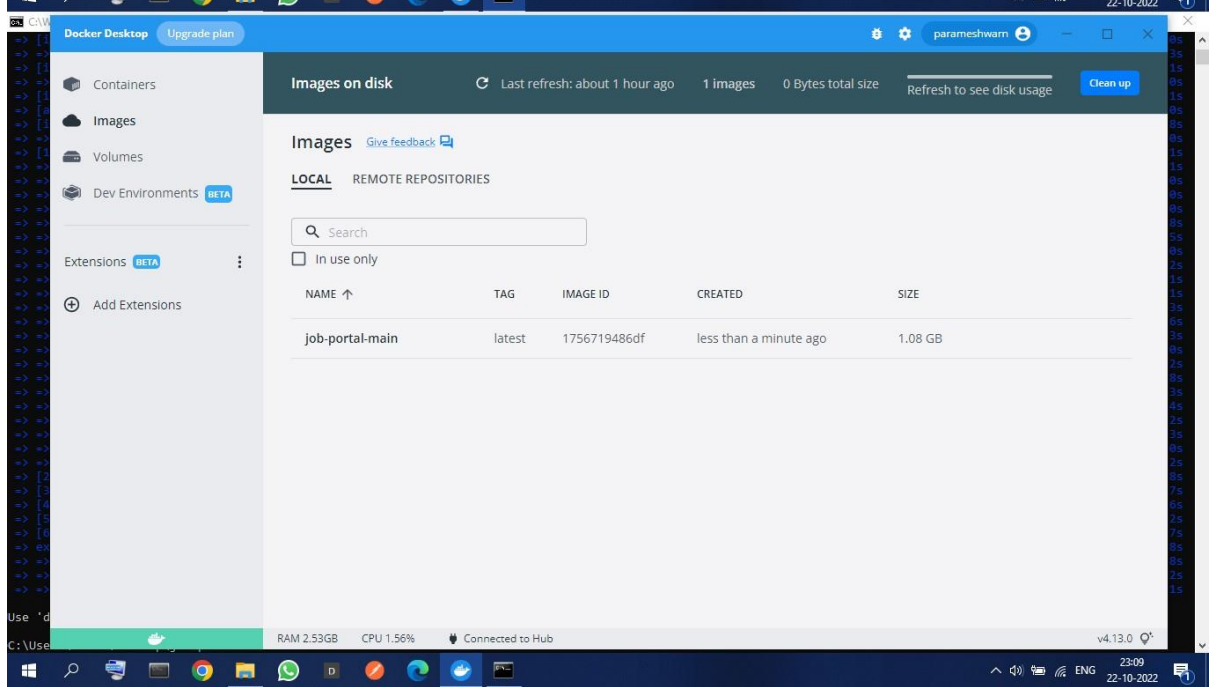 22-10-2022
C:\W
Docker Desktop Upgrade plan parameshwarn
Images on disk Last refresh: about 1 hour ago 1 images 0 Bytes total size Refresh to see disk usage Clean up
Containers
Images
Volumes
Dev Environments BETA
Extensions BETA
Add Extensions
Images Give feedback
LOCAL REMOTE REPOSITORIES
Search
In use only
NAME TAG IMAGE ID CREATED SIZE
job-portal-main latest 1756719486df less than a minute ago 1.08 GB
Use 'd
C:\Use
RAM 2.53GB CPU 1.56% Connected to Hub v4.13.0
ENG 23:09
22-10-2022